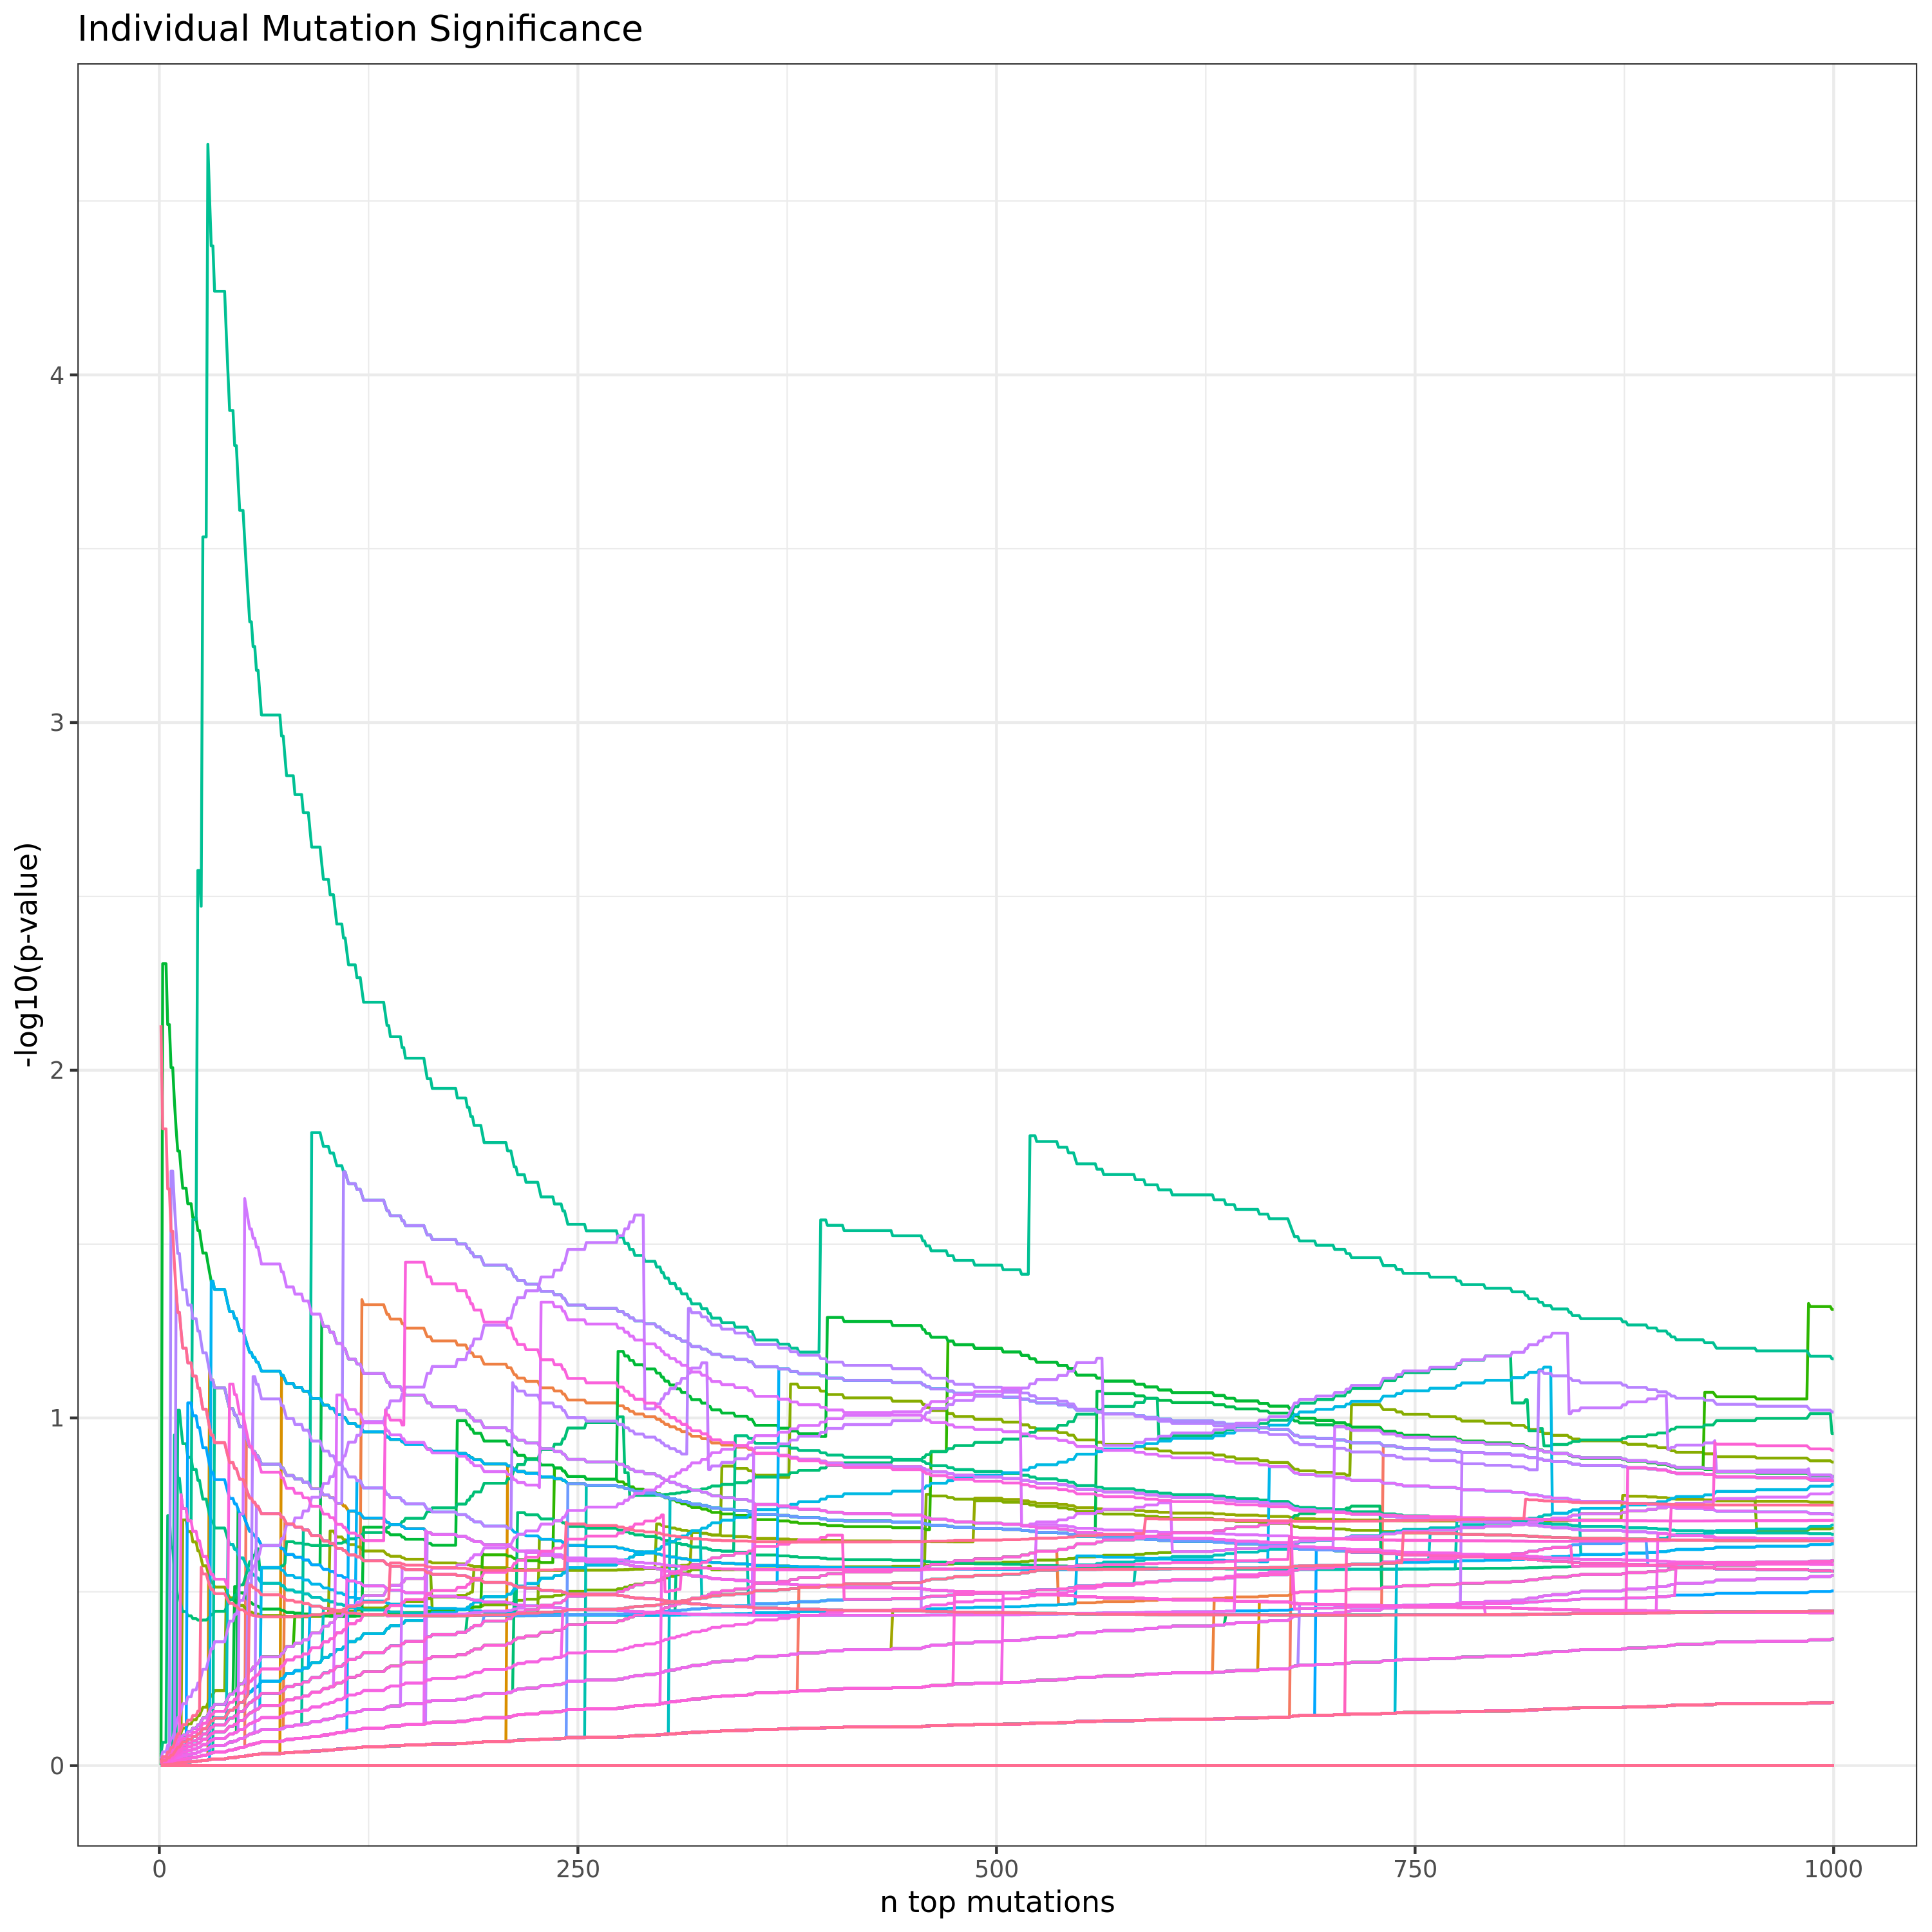 Individual Mutation Significance
-log10(p-value)
4
3
2
1
0
0 250 500 750 1000
n top mutations